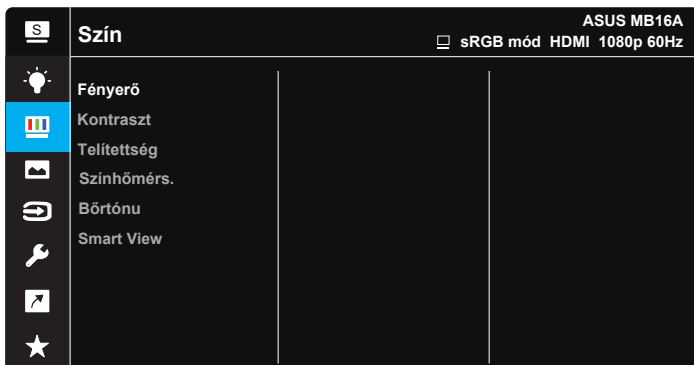 S
Szín
ASUS MB16A
sRGB mód HDMI 1080p 60Hz
Fényerő
Kontraszt
Telítettség
Színhőmérs.
Bőrtónu
Smart View